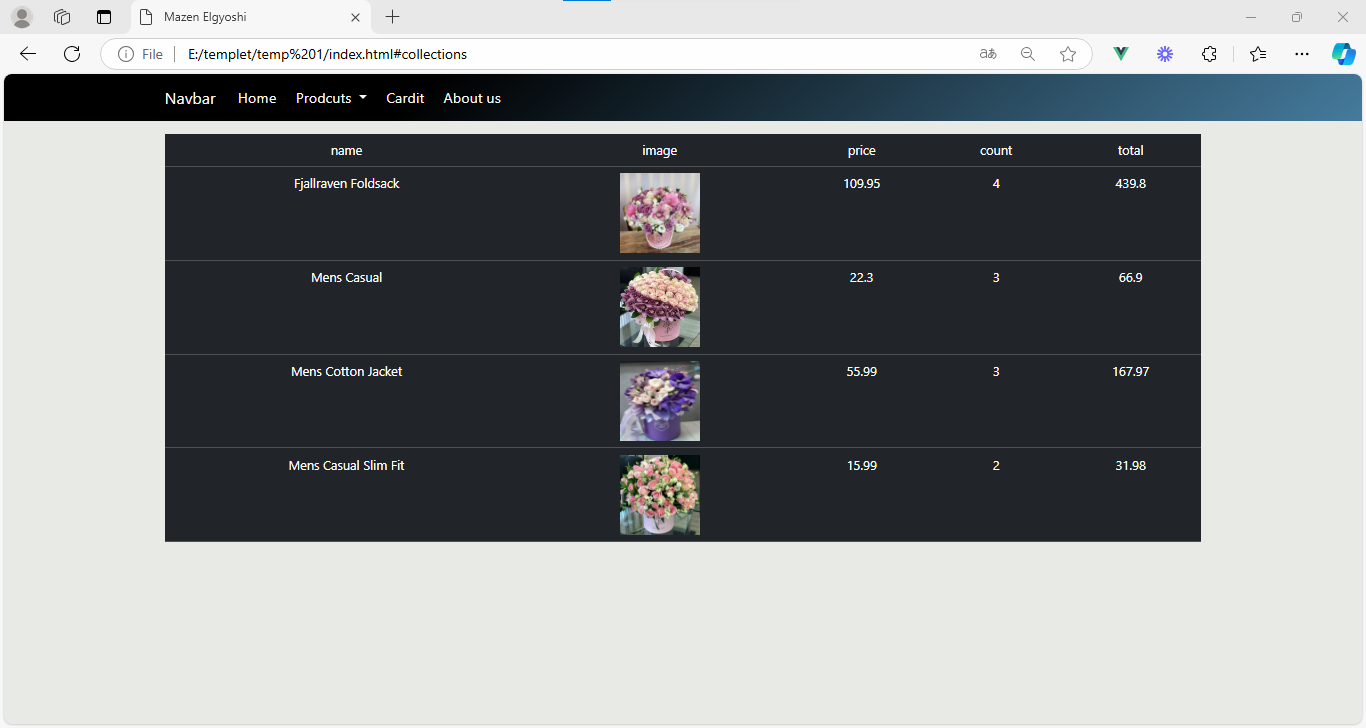 Mazen Elgyoshi
File E:/templet/temp%201/index.html#collections aあ
Navbar Home Prodcuts Cardit About us
name image price count total
Fjallraven Foldsack 109.95 4 439.8
Mens Casual 22.3 3 66.9
Mens Cotton Jacket 55.99 3 167.97
Mens Casual Slim Fit 15.99 2 31.98